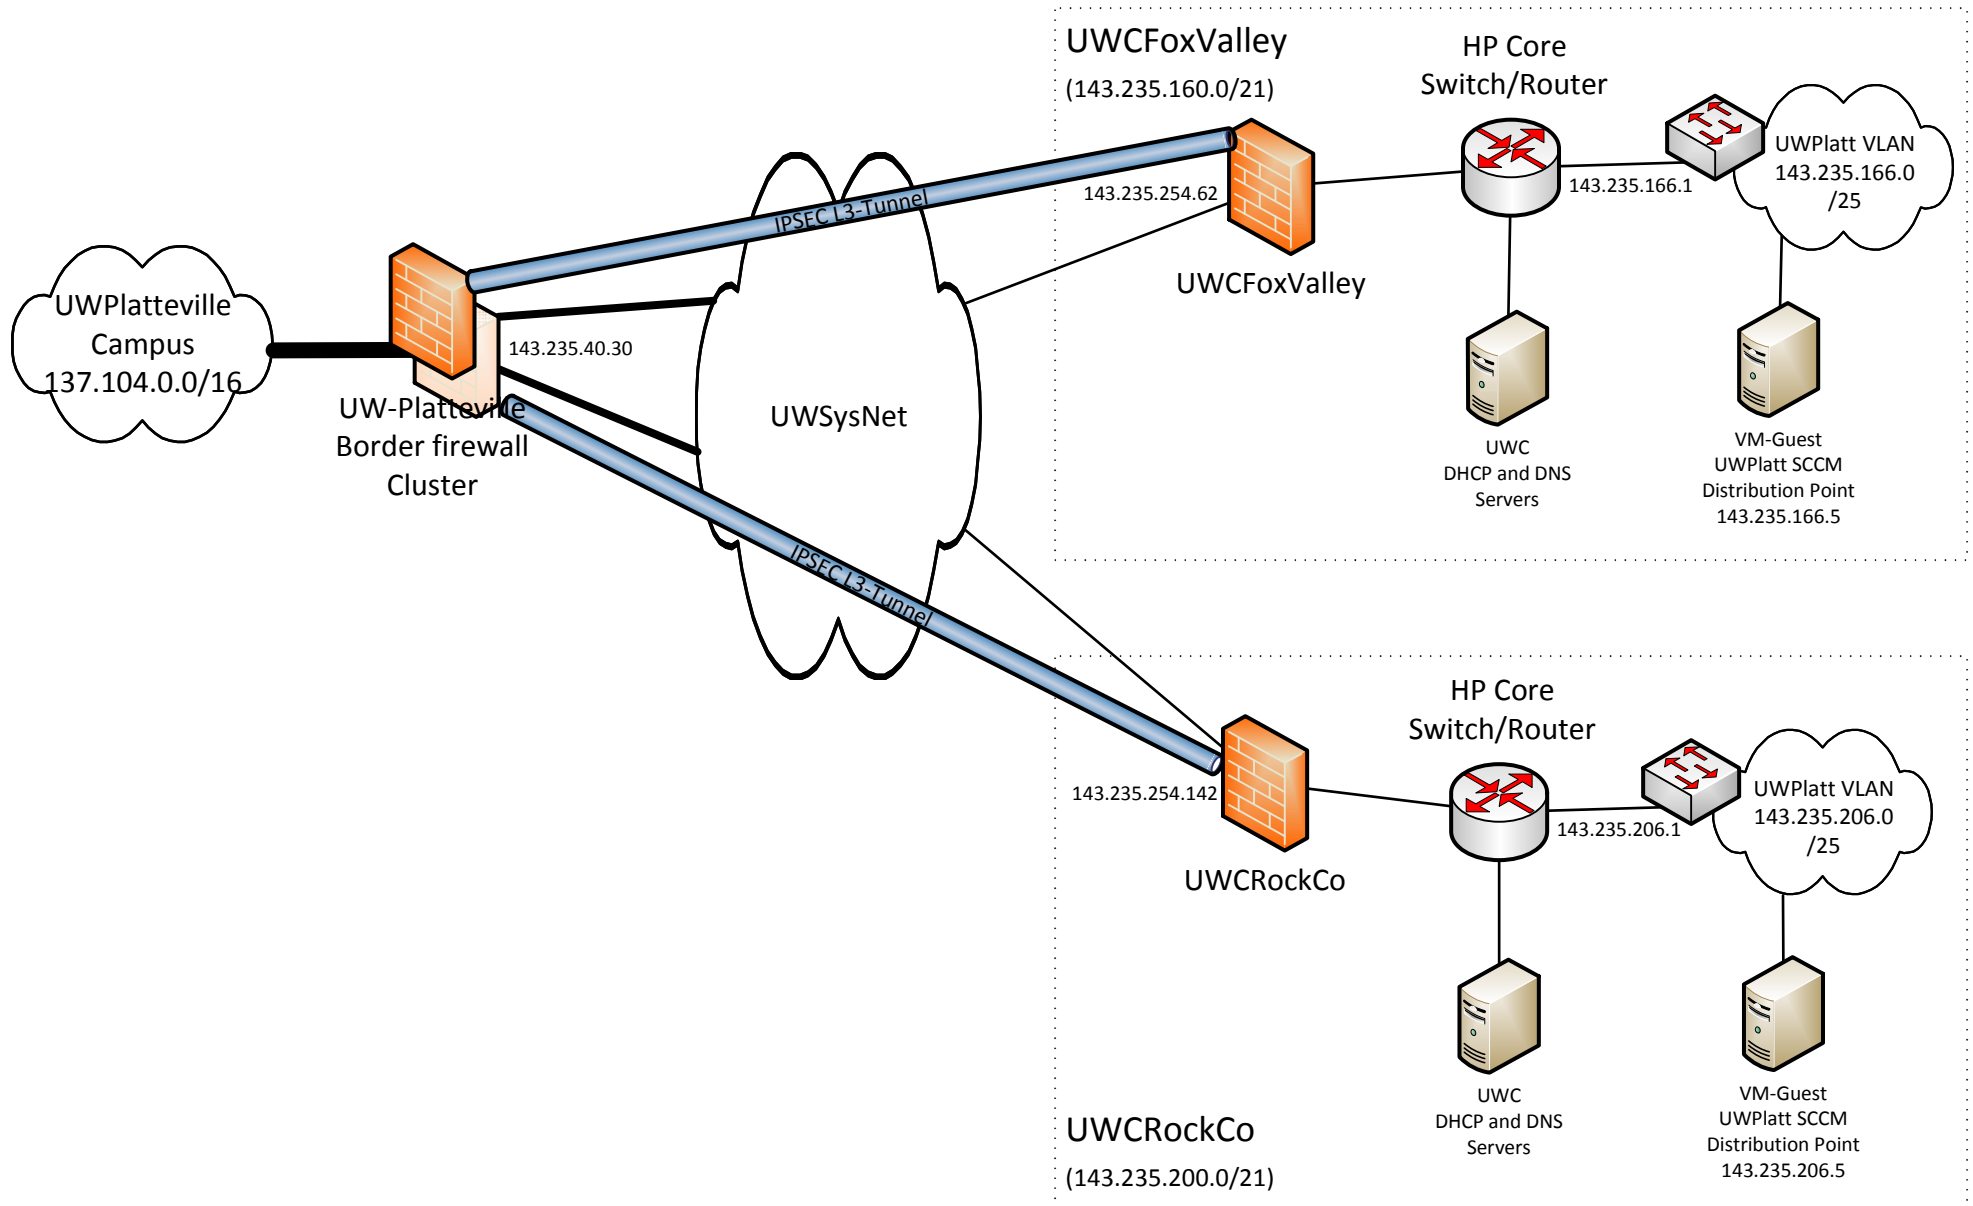 UWPlatteville
Campus
137.104.0.0/16
UW-Platteville
Border firewall
Cluster
143.235.40.30
IPSEC L3-Tunnel
IPSEC L3-Tunnel
UWSysNet
UWCFoxValley
(143.235.160.0/21)
143.235.254.62
UWCFoxValley
HP Core
Switch/Router
143.235.166.1
UWPlatt VLAN
143.235.166.0
/25
UWC
DHCP and DNS
Servers
VM-Guest
UWPlatt SCCM
Distribution Point
143.235.166.5
143.235.254.142
UWCRockCo
HP Core
Switch/Router
143.235.206.1
UWPlatt VLAN
143.235.206.0
/25
UWC
DHCP and DNS
Servers
VM-Guest
UWPlatt SCCM
Distribution Point
143.235.206.5
UWCRockCo
(143.235.200.0/21)